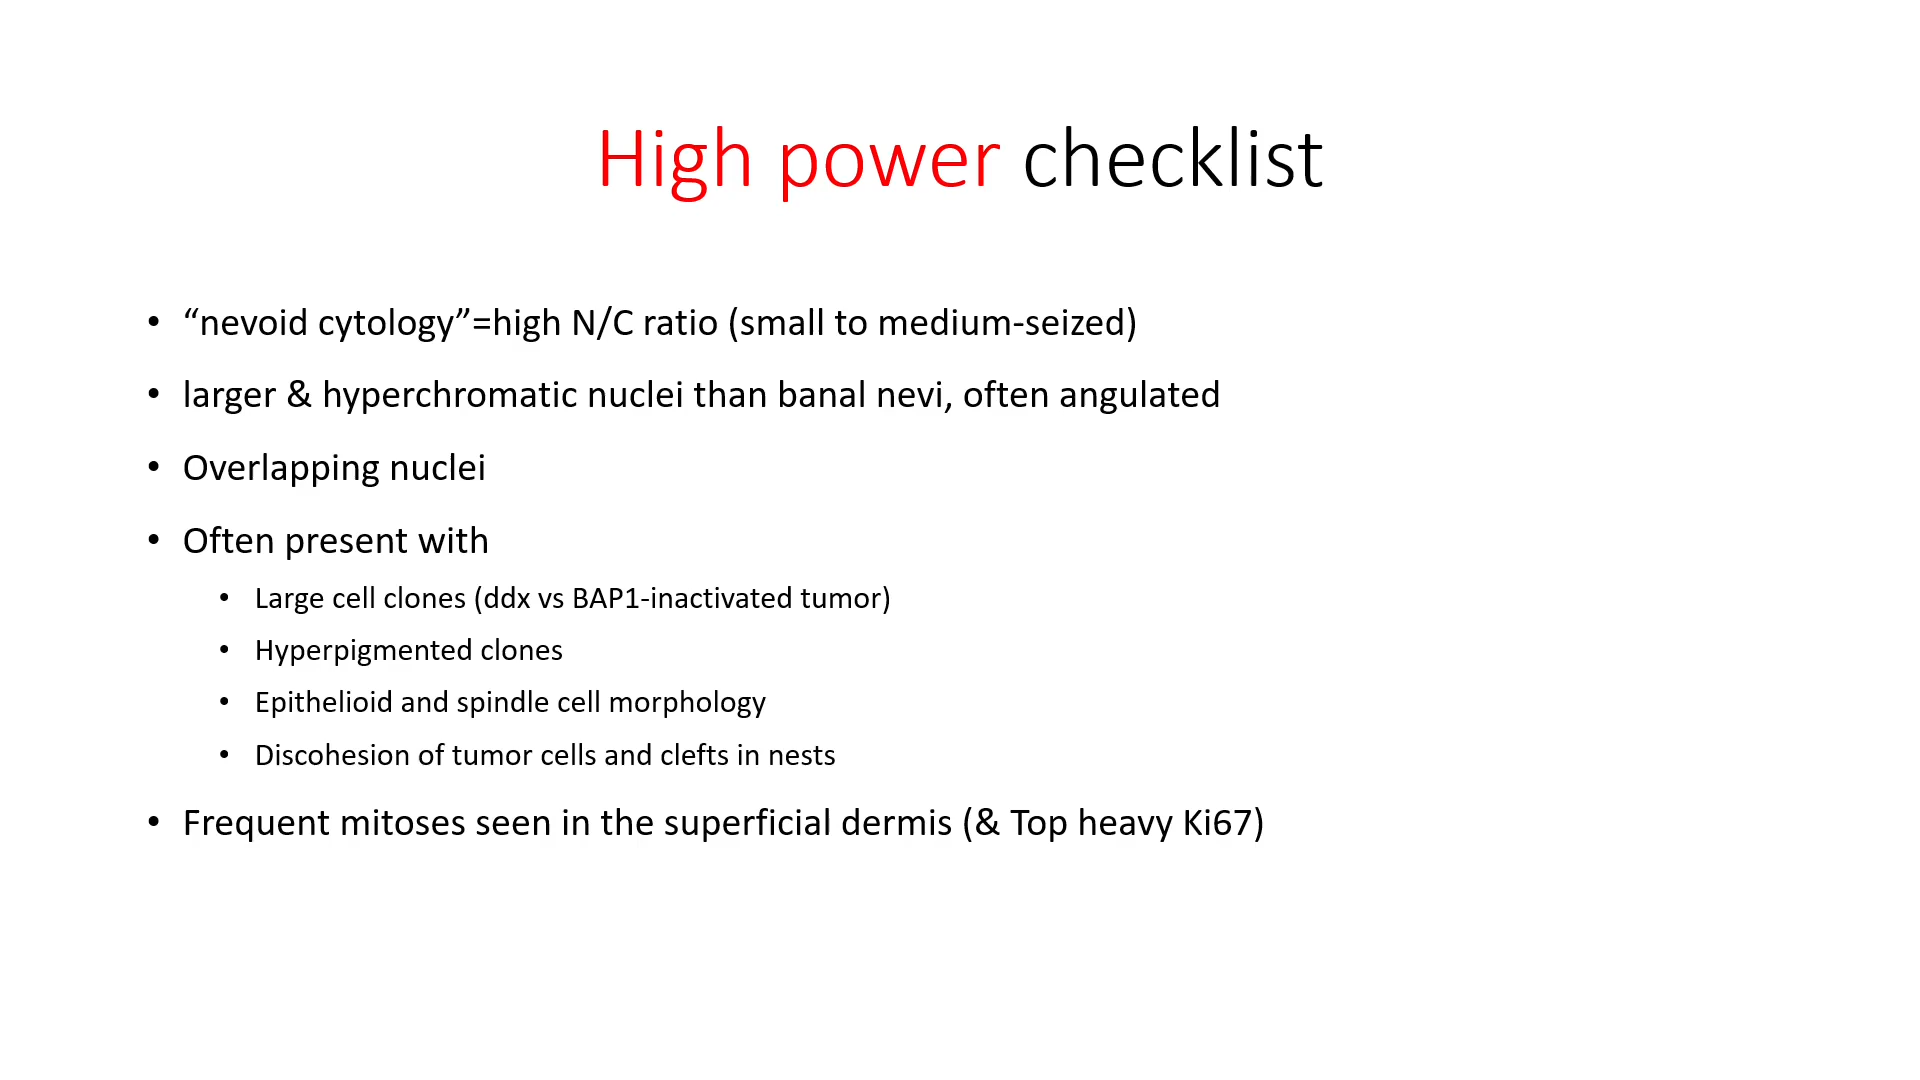 High power checklist
• “nevoid cytology”=high N/C ratio (small to medium-seized)
• larger & hyperchromatic nuclei than banal nevi, often angulated
• Overlapping nuclei
• Often present with
• Large cell clones (ddx vs BAP1-inactivated tumor)
• Hyperpigmented clones
• Epithelioid and spindle cell morphology
• Discohesion of tumor cells and clefts in nests
• Frequent mitoses seen in the superficial dermis (& Top heavy Ki67)